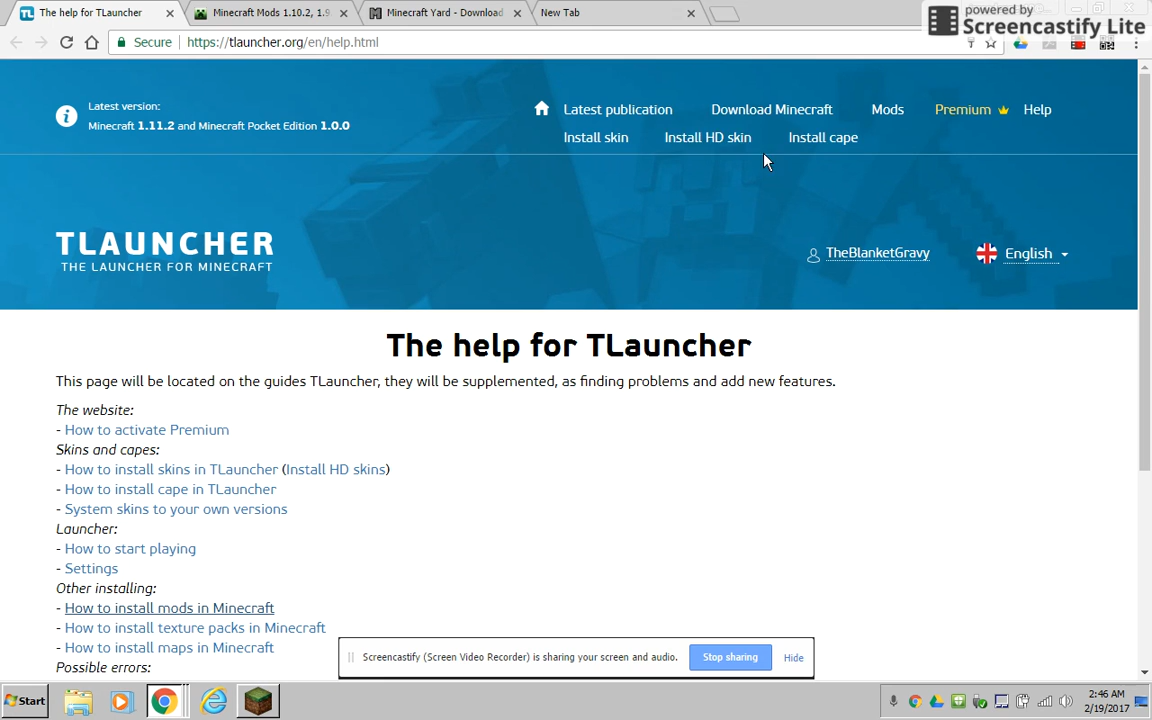 The help for TLauncher
Minecraft Mods 1.10.2, 1.9.
Minecraft Yard - Download
New Tab
powered by
Screencastify Lite
Secure https://tlauncher.org/en/help.html
Latest version:
Minecraft 1.11.2 and Minecraft Pocket Edition 1.0.0
Latest publication Download Minecraft Mods Premium Help
Install skin Install HD skin Install cape
TLAUNCHER
THE LAUNCHER FOR MINECRAFT
TheBlanketGravy
English
The help for TLauncher
This page will be located on the guides TLauncher, they will be supplemented, as finding problems and add new features.
The website:
- How to activate Premium
Skins and capes:
- How to install skins in TLauncher (Install HD skins)
- How to install cape in TLauncher
- System skins to your own versions
Launcher:
- How to start playing
- Settings
Other installing:
- How to install mods in Minecraft
- How to install texture packs in Minecraft
- How to install maps in Minecraft
Possible errors:
Screencastify (Screen Video Recorder) is sharing your screen and audio. Stop sharing Hide
Start
2:46 AM
2/19/2017